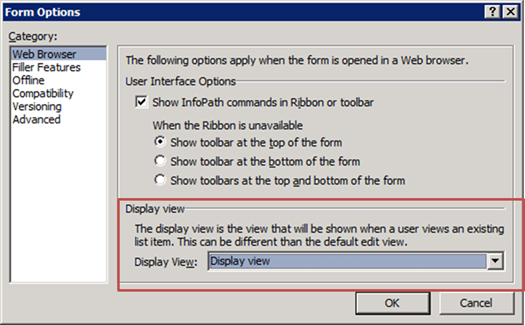 Form Options
Category:
Web Browser
Filler Features
Offline
Compatibility
Versioning
Advanced
The following options apply when the form is opened in a Web browser.
User Interface Options
Show InfoPath commands in Ribbon or toolbar
When the Ribbon is unavailable
Show toolbar at the top of the form
Show toolbar at the bottom of the form
Show toolbars at the top and bottom of the form
Display view
The display view is the view that will be shown when a user views an existing
list item. This can be different than the default edit view.
Display View: Display view
OK Cancel